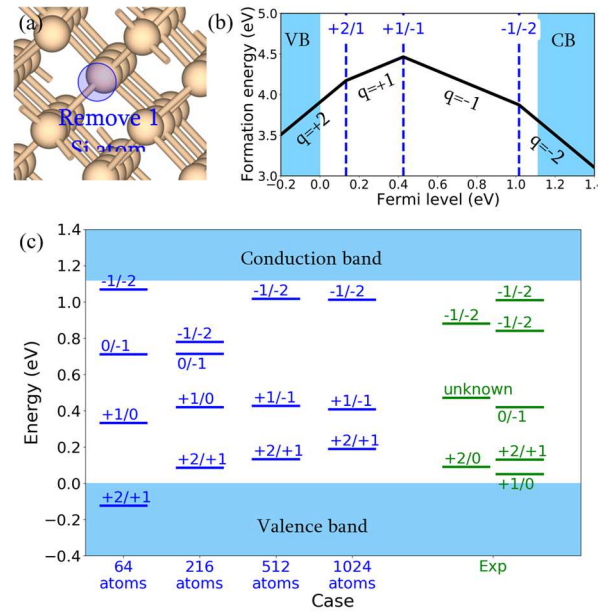 (a)
Remove 1
Si atom
(b)
VB
+2/1
+1/-1
-1/-2
CB
Formation energy (eV)
5.0
4.5
4.0
3.5
3.0
q=+2
q=+1
q=-1
q=-2
-0.2
0.0
0.2
0.4
0.6
0.8
1.0
1.2
1.4
Fermi level (eV)
(c)
Energy (eV)
1.4
1.2
1.0
0.8
0.6
0.4
0.2
0.0
−0.2
−0.4
Conduction band
-1/-2
0/-1
+1/0
+2/+1
-1/-2
0/-1
+1/0
+2/+1
-1/-2
+1/-1
+2/+1
-1/-2
+1/-1
+2/+1
-1/-2
unknown
+2/0
-1/-2
-1/-2
0/-1
+2/+1
+1/0
Valence band
64
atoms
216
atoms
512
atoms
1024
atoms
Exp
Case